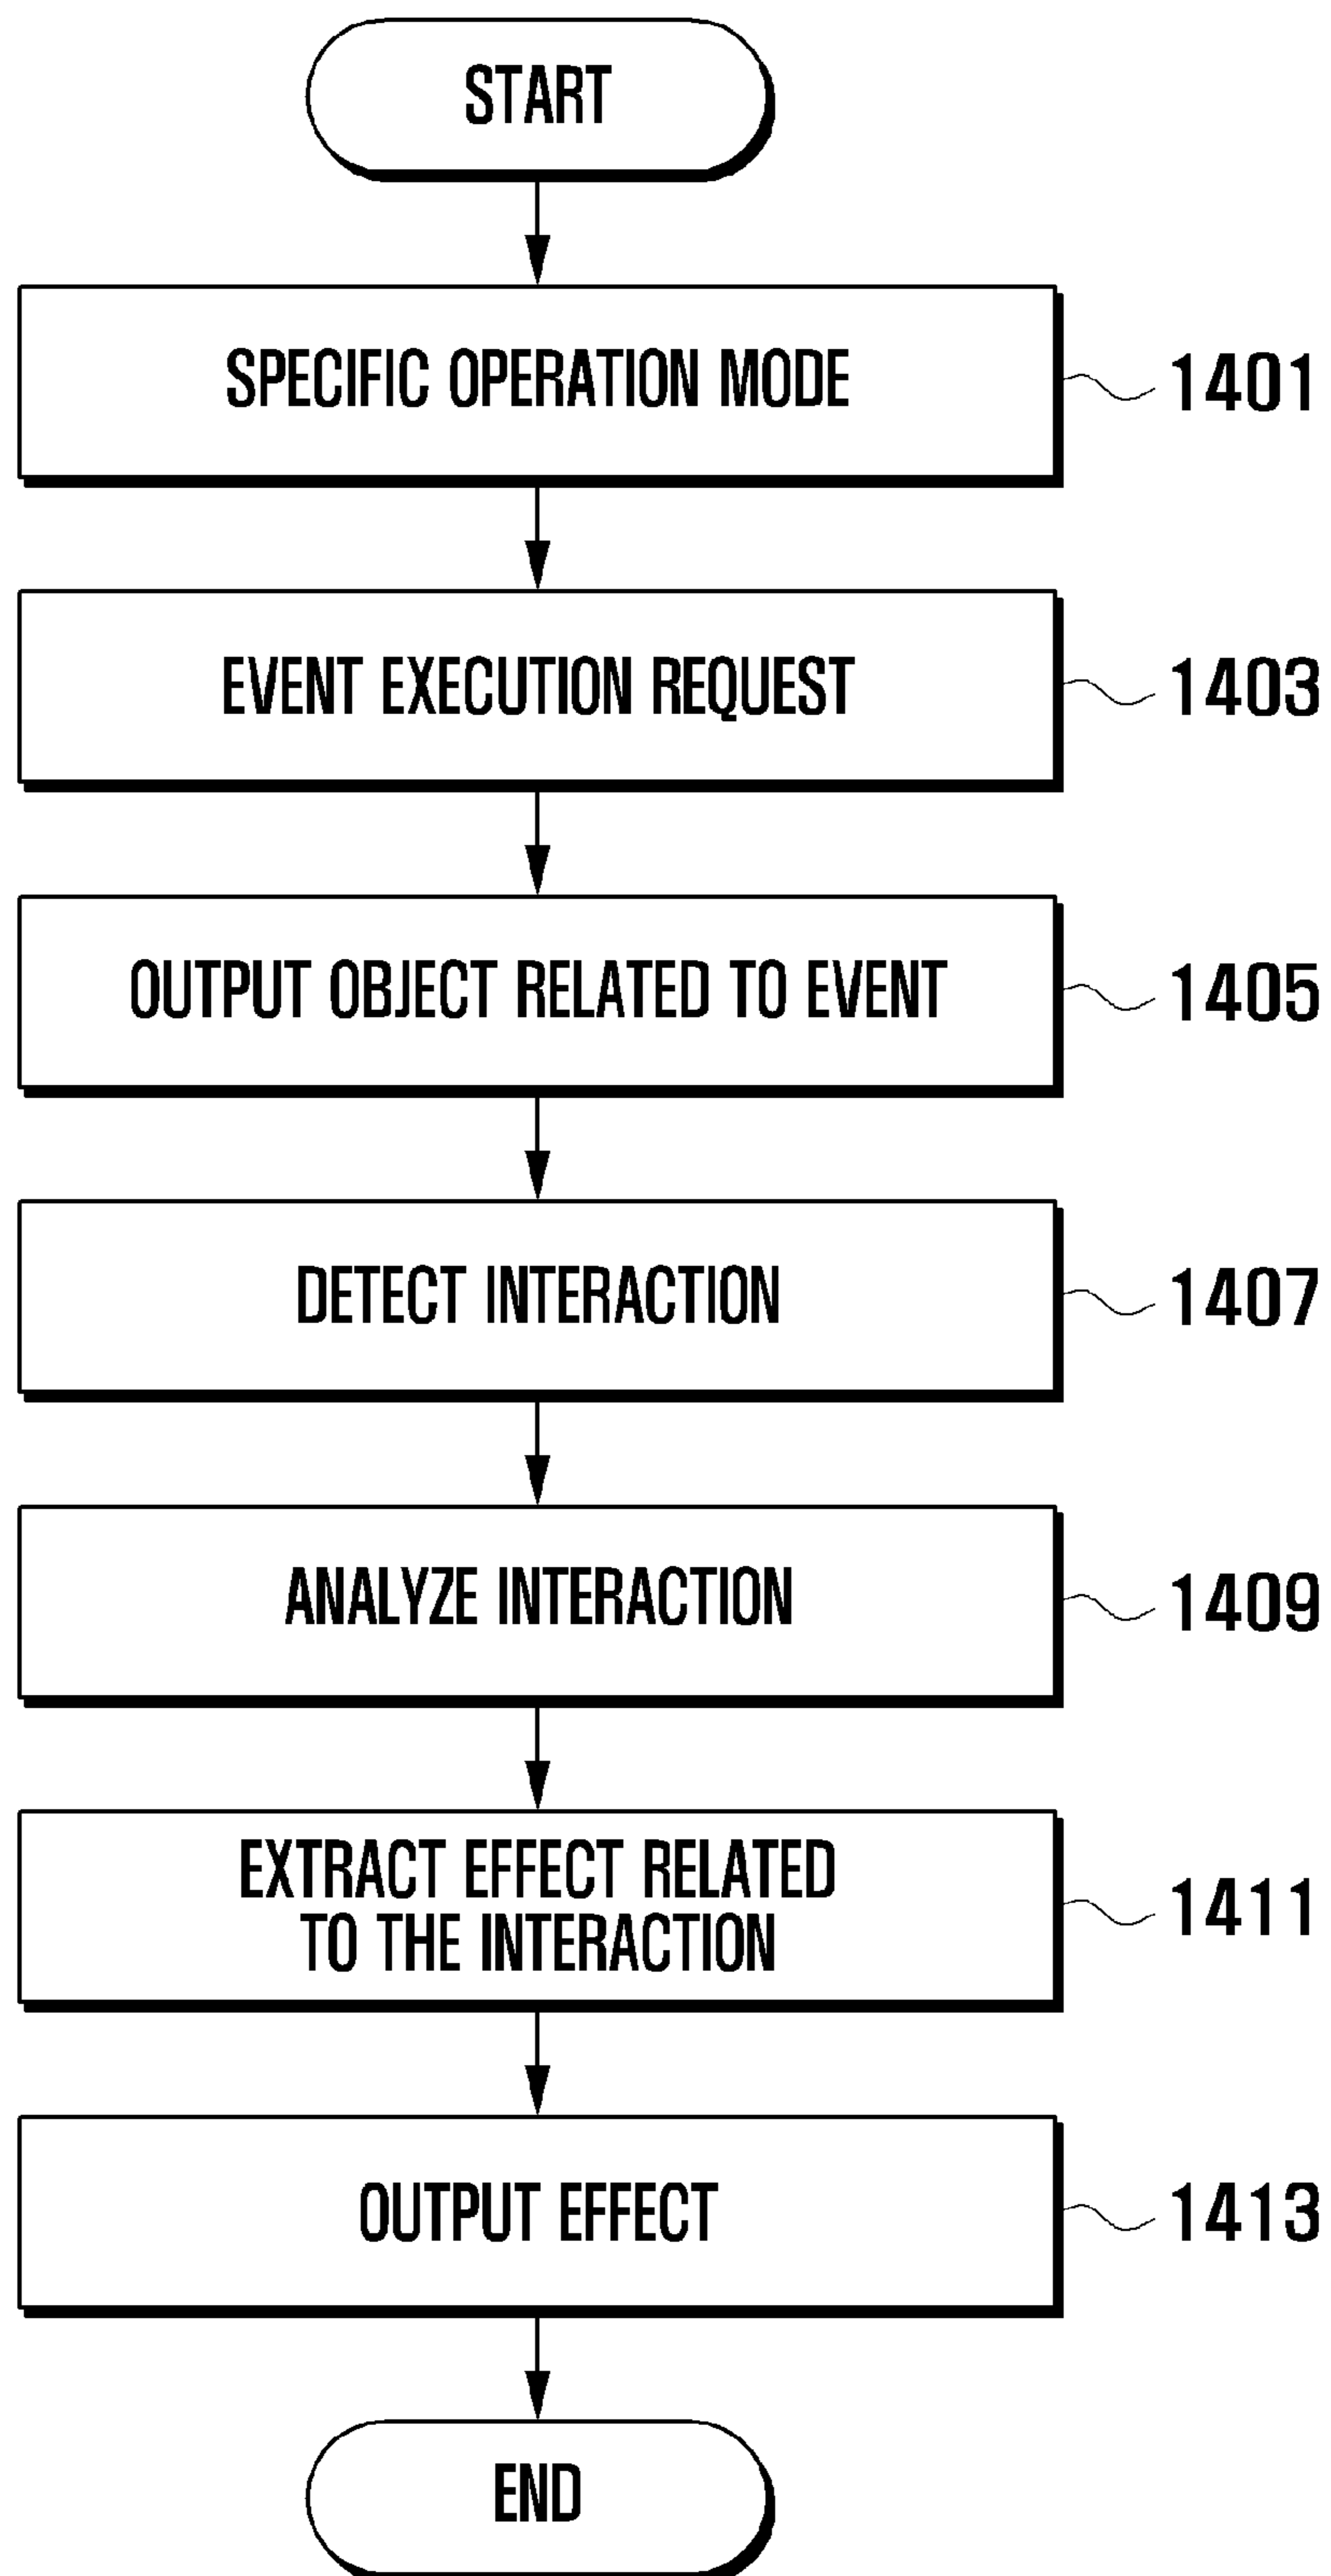 START
SPECIFIC OPERATION MODE
1401
EVENT EXECUTION REQUEST
1403
OUTPUT OBJECT RELATED TO EVENT
1405
DETECT INTERACTION
1407
ANALYZE INTERACTION
1409
EXTRACT EFFECT RELATED
TO THE INTERACTION
1411
OUTPUT EFFECT
1413
END